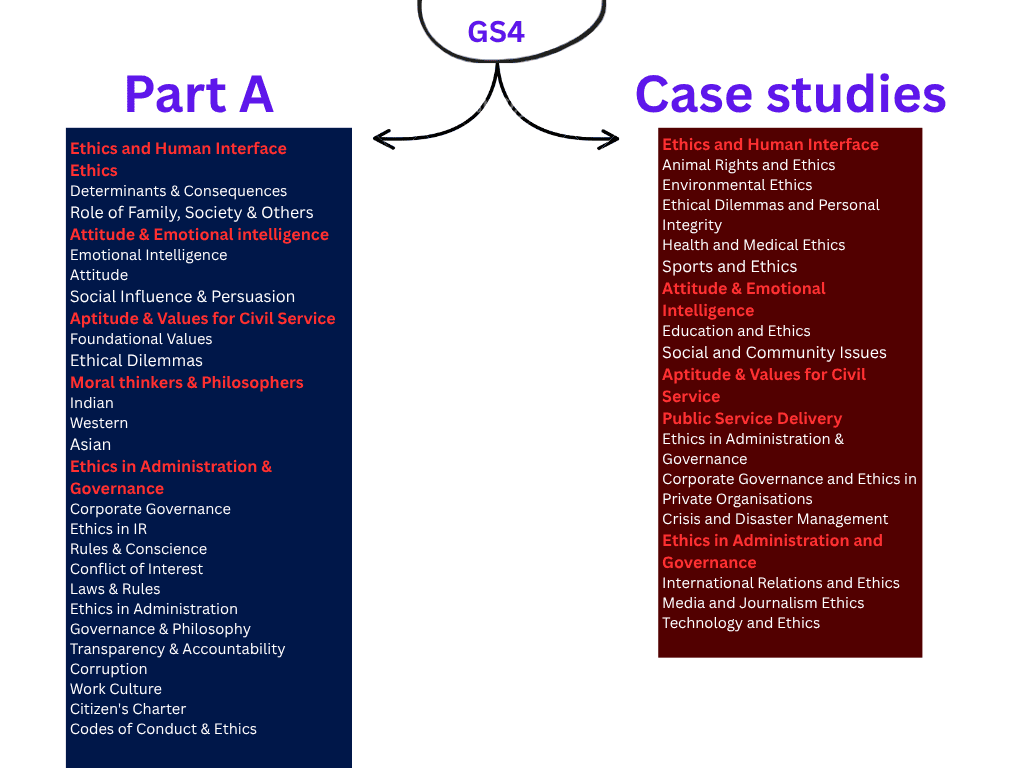 GS4
Part A
Ethics and Human Interface
Ethics
Determinants & Consequences
Role of Family, Society & Others
Attitude & Emotional intelligence
Emotional Intelligence
Attitude
Social Influence & Persuasion
Aptitude & Values for Civil Service
Foundational Values
Ethical Dilemmas
Moral thinkers & Philosophers
Indian
Western
Asian
Ethics in Administration &
Governance
Corporate Governance
Ethics in IR
Rules & Conscience
Conflict of Interest
Laws & Rules
Ethics in Administration
Governance & Philosophy
Transparency & Accountability
Corruption
Work Culture
Citizen's Charter
Codes of Conduct & Ethics
Case studies
Ethics and Human Interface
Animal Rights and Ethics
Environmental Ethics
Ethical Dilemmas and Personal
Integrity
Health and Medical Ethics
Sports and Ethics
Attitude & Emotional
Intelligence
Education and Ethics
Social and Community Issues
Aptitude & Values for Civil
Service
Public Service Delivery
Ethics in Administration &
Governance
Corporate Governance and Ethics in
Private Organisations
Crisis and Disaster Management
Ethics in Administration and
Governance
International Relations and Ethics
Media and Journalism Ethics
Technology and Ethics